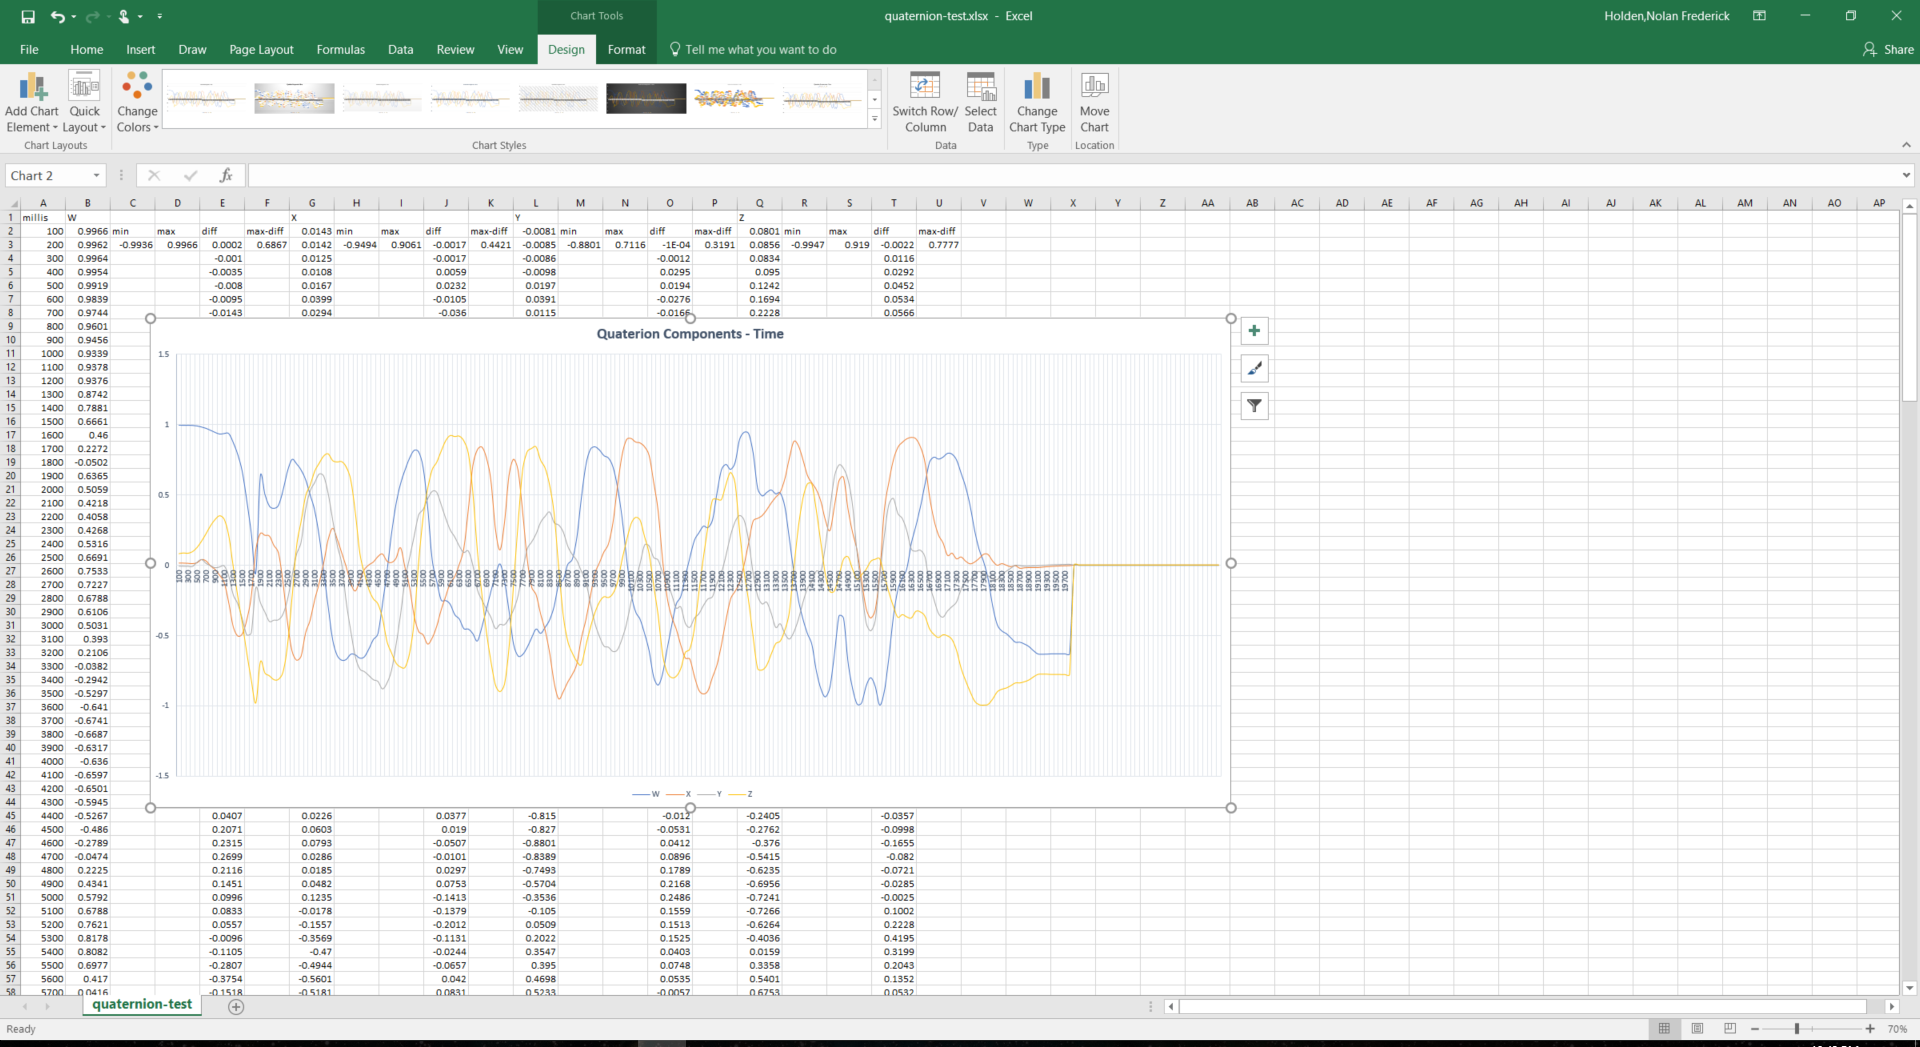 Chart Tools
quaternion-test.xlsx - Excel
Holden,Nolan Frederick
File Home Insert Draw Page Layout Formulas Data Review View Design Format Tell me what you want to do Share
Add Chart Element Quick Layout Change Colors Switch Row/ Column Select Data Change Chart Type Move Chart
Chart Layouts Chart Styles Data Type Location
Chart 2 fx
A B C D E F G H I J K L M N O P Q R S T U V W X Y Z AA AB AC AD AE AF AG AH AI AJ AK AL AM AN AO AP
1 millis W X Y Z
2 100 0.9966 min max diff max-diff 0.0143 min max diff max-diff -0.0081 min max diff max-diff 0.0801 min max diff max-diff
3 200 0.9962 -0.9936 0.9966 0.0002 0.6867 0.0142 -0.9494 0.9061 -0.0017 0.4421 -0.0085 -0.8801 0.7116 -1E-04 0.3191 0.0856 -0.9947 0.919 -0.0022 0.7777
4 300 0.9964 -0.001 0.0125 -0.0017 -0.0086 -0.0012 0.0834 0.0116
5 400 0.9954 -0.0035 0.0108 0.0059 -0.0098 0.0295 0.095 0.0292
6 500 0.9919 -0.008 0.0167 0.0232 0.0197 0.0194 0.1242 0.0452
7 600 0.9839 -0.0095 0.0399 -0.0105 0.0391 -0.0276 0.1694 0.0534
8 700 0.9744 -0.0143 0.0294 -0.036 0.0115 -0.0166 0.2228 0.0566
9 800 0.9601
10 900 0.9456
11 1000 0.9339
12 1100 0.9378
13 1200 0.9376
14 1300 0.8742
15 1400 0.7881
16 1500 0.6661
17 1600 0.46
18 1700 0.2272
19 1800 -0.0502
20 1900 0.6365
21 2000 0.5059
22 2100 0.4218
23 2200 0.4058
24 2300 0.4268
25 2400 0.5316
26 2500 0.6691
27 2600 0.7533
28 2700 0.7227
29 2800 0.6788
30 2900 0.6106
31 3000 0.5031
32 3100 0.393
33 3200 0.2106
34 3300 -0.0382
35 3400 -0.2942
36 3500 -0.5297
37 3600 -0.641
38 3700 -0.6741
39 3800 -0.6687
40 3900 -0.6317
41 4000 -0.636
42 4100 -0.6597
43 4200 -0.6501
44 4300 -0.5945
Quaterion Components - Time
1.5
1
0.5
0
-0.5
-1
-1.5
W X Y Z
45 4400 -0.5267 0.0407 0.0226 0.0377 -0.815 -0.012 -0.2405 -0.0357
46 4500 -0.486 0.2071 0.0603 0.019 -0.827 -0.0531 -0.2762 -0.0998
47 4600 -0.2789 0.2315 0.0793 -0.0507 -0.8801 0.0412 -0.376 -0.1655
48 4700 -0.0474 0.2699 0.0286 -0.0101 -0.8389 0.0896 -0.5415 -0.082
49 4800 0.2225 0.2116 0.0185 0.0297 -0.7493 0.1789 -0.6235 -0.0721
50 4900 0.4341 0.1451 0.0482 0.0753 -0.5704 0.2168 -0.6956 -0.0285
51 5000 0.5792 0.0996 0.1235 -0.1413 -0.3536 0.2486 -0.7241 -0.0025
52 5100 0.6788 0.0833 -0.0178 -0.1379 -0.105 0.1559 -0.7266 0.1002
53 5200 0.7621 0.0557 -0.1557 -0.2012 0.0509 0.1513 -0.6264 0.2228
54 5300 0.8178 -0.0096 -0.3569 -0.1131 0.2022 0.1525 -0.4036 0.4195
55 5400 0.8082 -0.1105 -0.47 -0.0244 0.3547 0.0403 0.0159 0.3199
56 5500 0.6977 -0.2807 -0.4944 -0.0657 0.395 0.0748 0.3358 0.2043
57 5600 0.417 -0.3754 -0.5601 0.042 0.4698 0.0535 0.5401 0.1352
58 5700 0.0416 -0.1518 -0.5181 0.0831 0.5233 -0.0057 0.6753 0.0532
quaternion-test
Ready 70%